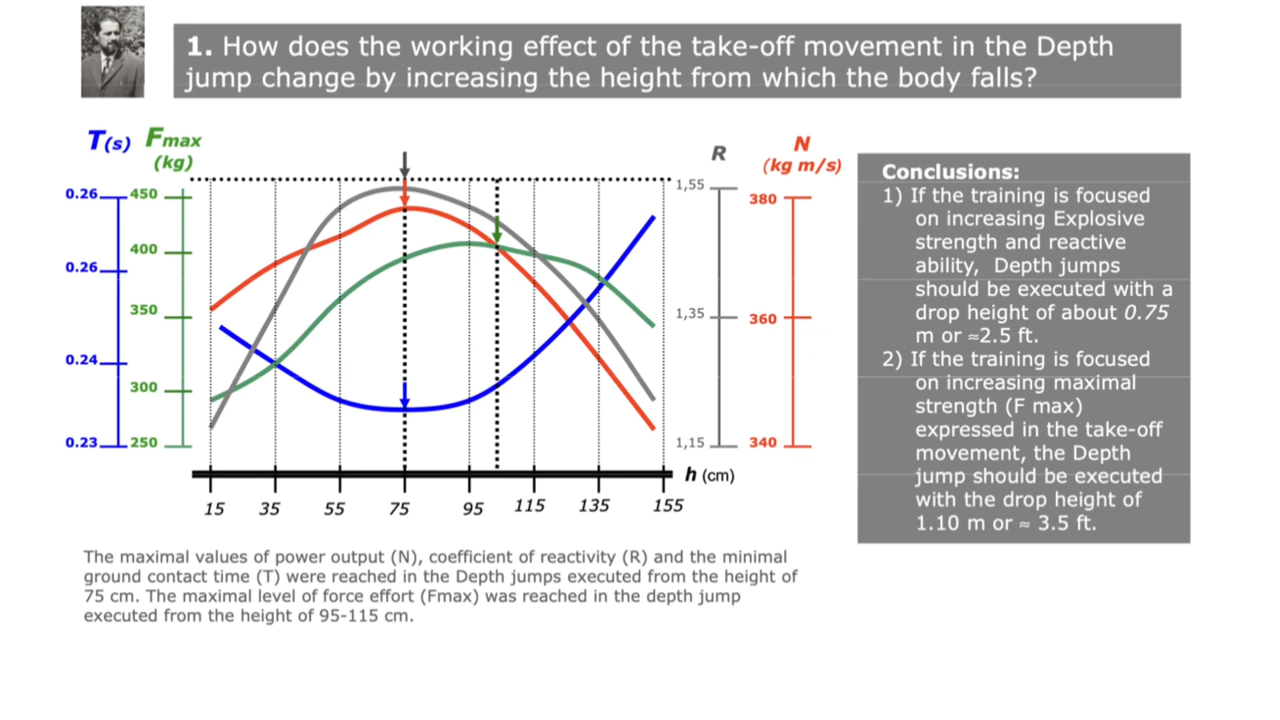 1. How does the working effect of the take-off movement in the Depth
jump change by increasing the height from which the body falls?
T(s) Fmax
(kg)
R
N
(kg m/s)
0.26 450
1,55
380
400
0.26
350
1,35
360
0.24
300
0.23 250
1,15
340
h (cm)
15 35 55 75 95 115 135 155
Conclusions:
1) If the training is focused
on increasing Explosive
strength and reactive
ability, Depth jumps
should be executed with a
drop height of about 0.75
m or ≈2.5 ft.
2) If the training is focused
on increasing maximal
strength (F max)
expressed in the take-off
movement, the Depth
jump should be executed
with the drop height of
1.10 m or ≈ 3.5 ft.
The maximal values of power output (N), coefficient of reactivity (R) and the minimal
ground contact time (T) were reached in the Depth jumps executed from the height of
75 cm. The maximal level of force effort (Fmax) was reached in the depth jump
executed from the height of 95-115 cm.